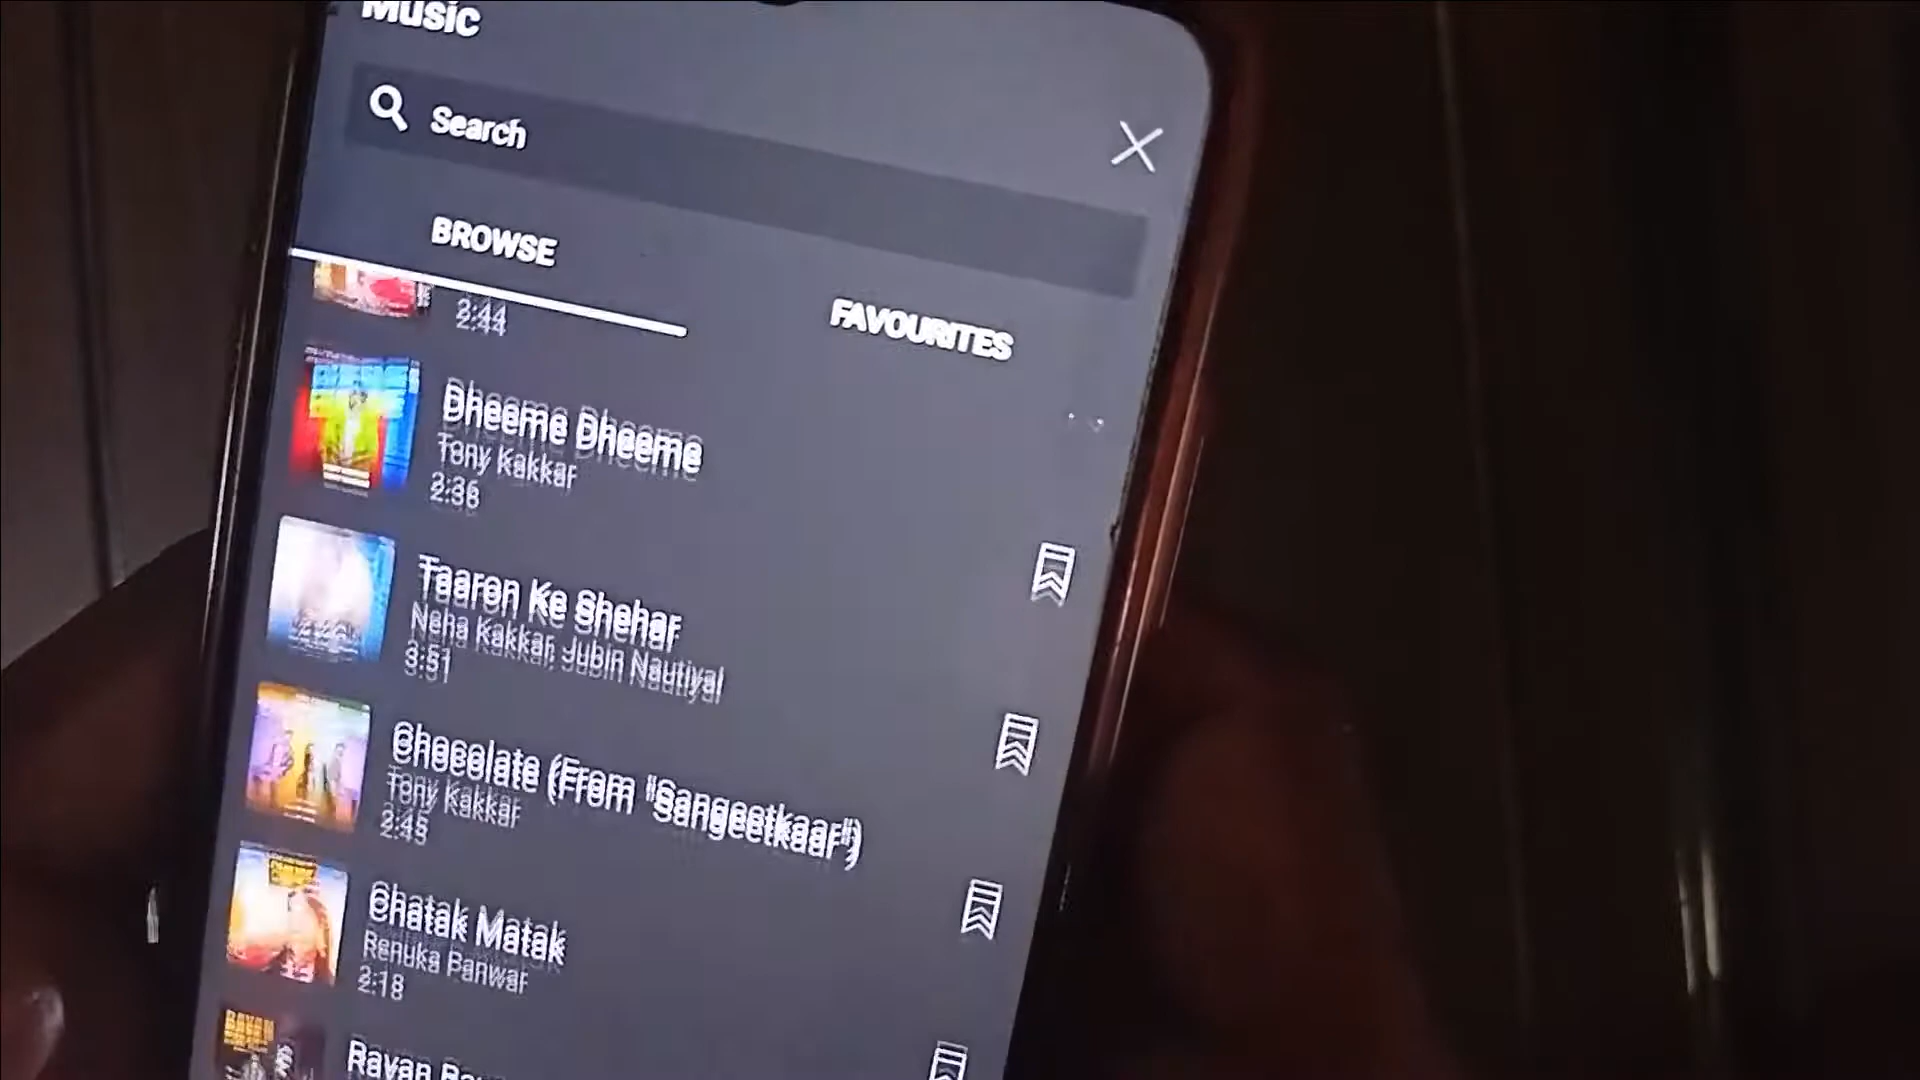 Music
Search
BROWSE
FAVOURITES
2:44
Dheeme Dheeme
Tony Kakkar
2:36
Taaron Ke Shehar
Neha Kakkar, Jubin Nautiyal
3:51
Chocolate (From "Sangeetkaar")
Tony Kakkar
2:45
Chatak Matak
Renuka Panwar
2:18
Ravan